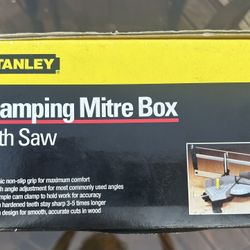 TANLEY
amping Mitre Box
th Saw
ic non-slip grip for maximum comfort
h angle adjustment for most commonly used angles
mple cam clamp to hold work for accuracy
n hardened teeth stay sharp 3-5 times longer
design for smooth, accurate cuts in wood